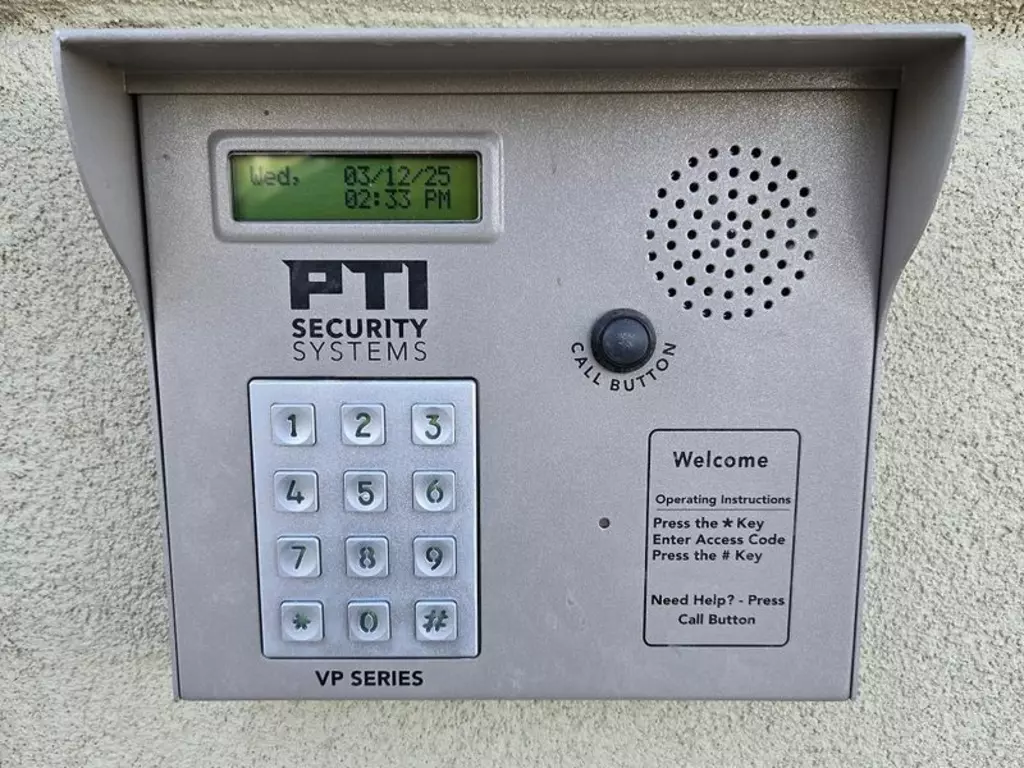 Wed, 03/12/25
02:33 PM
PTI
SECURITY
SYSTEMS
CALL BUTTON
1 2 3
4 5 6
7 8 9
* 0 #
VP SERIES
Welcome
Operating Instructions
Press the * Key
Enter Access Code
Press the # Key
Need Help? - Press
Call Button